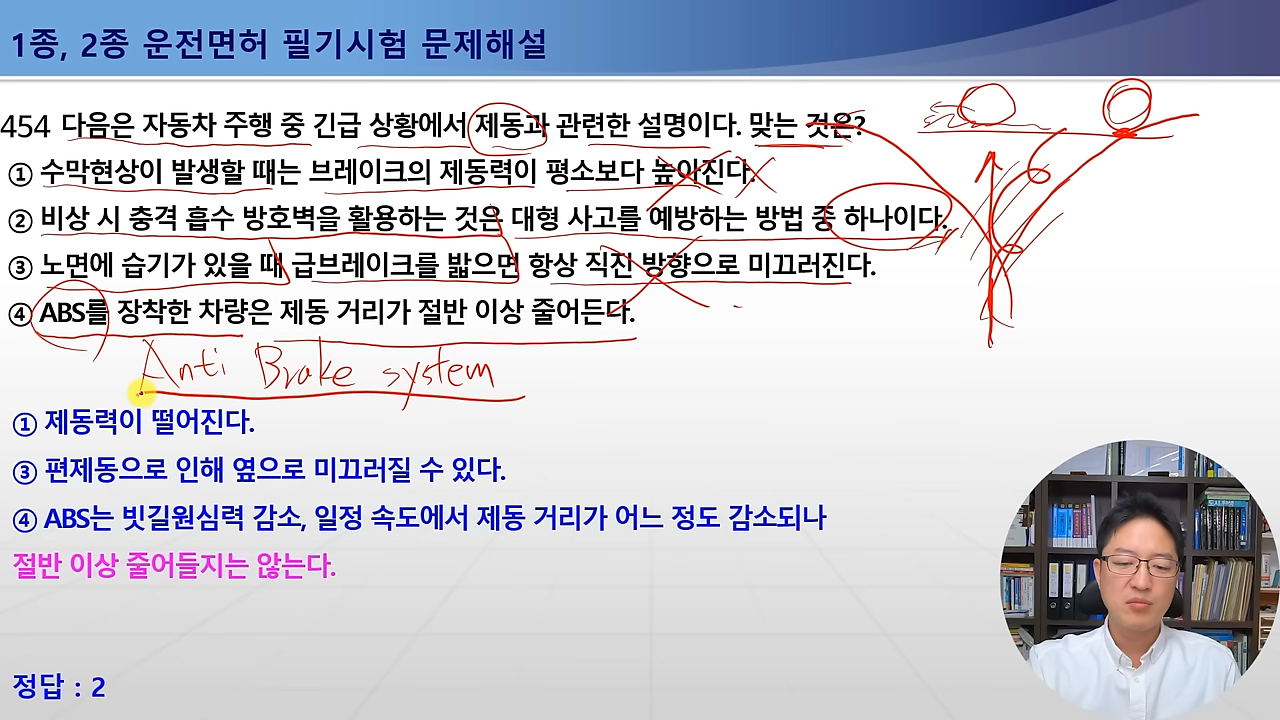 1종, 2종 운전면허 필기시험 문제해설
454 다음은 자동차 주행 중 긴급 상황에서 제동과 관련한 설명이다. 맞는 것은?
① 수막현상이 발생할 때는 브레이크의 제동력이 평소보다 높아진다.
② 비상 시 충격 흡수 방호벽을 활용하는 것은 대형 사고를 예방하는 방법 중 하나이다.
③ 노면에 습기가 있을 때 급브레이크를 밟으면 항상 직진 방향으로 미끄러진다.
④ ABS를 장착한 차량은 제동 거리가 절반 이상 줄어든다.
Anti Brake system
① 제동력이 떨어진다.
③ 편제동으로 인해 옆으로 미끄러질 수 있다.
④ ABS는 빗길원심력 감소, 일정 속도에서 제동 거리가 어느 정도 감소되나
절반 이상 줄어들지는 않는다.
정답 : 2